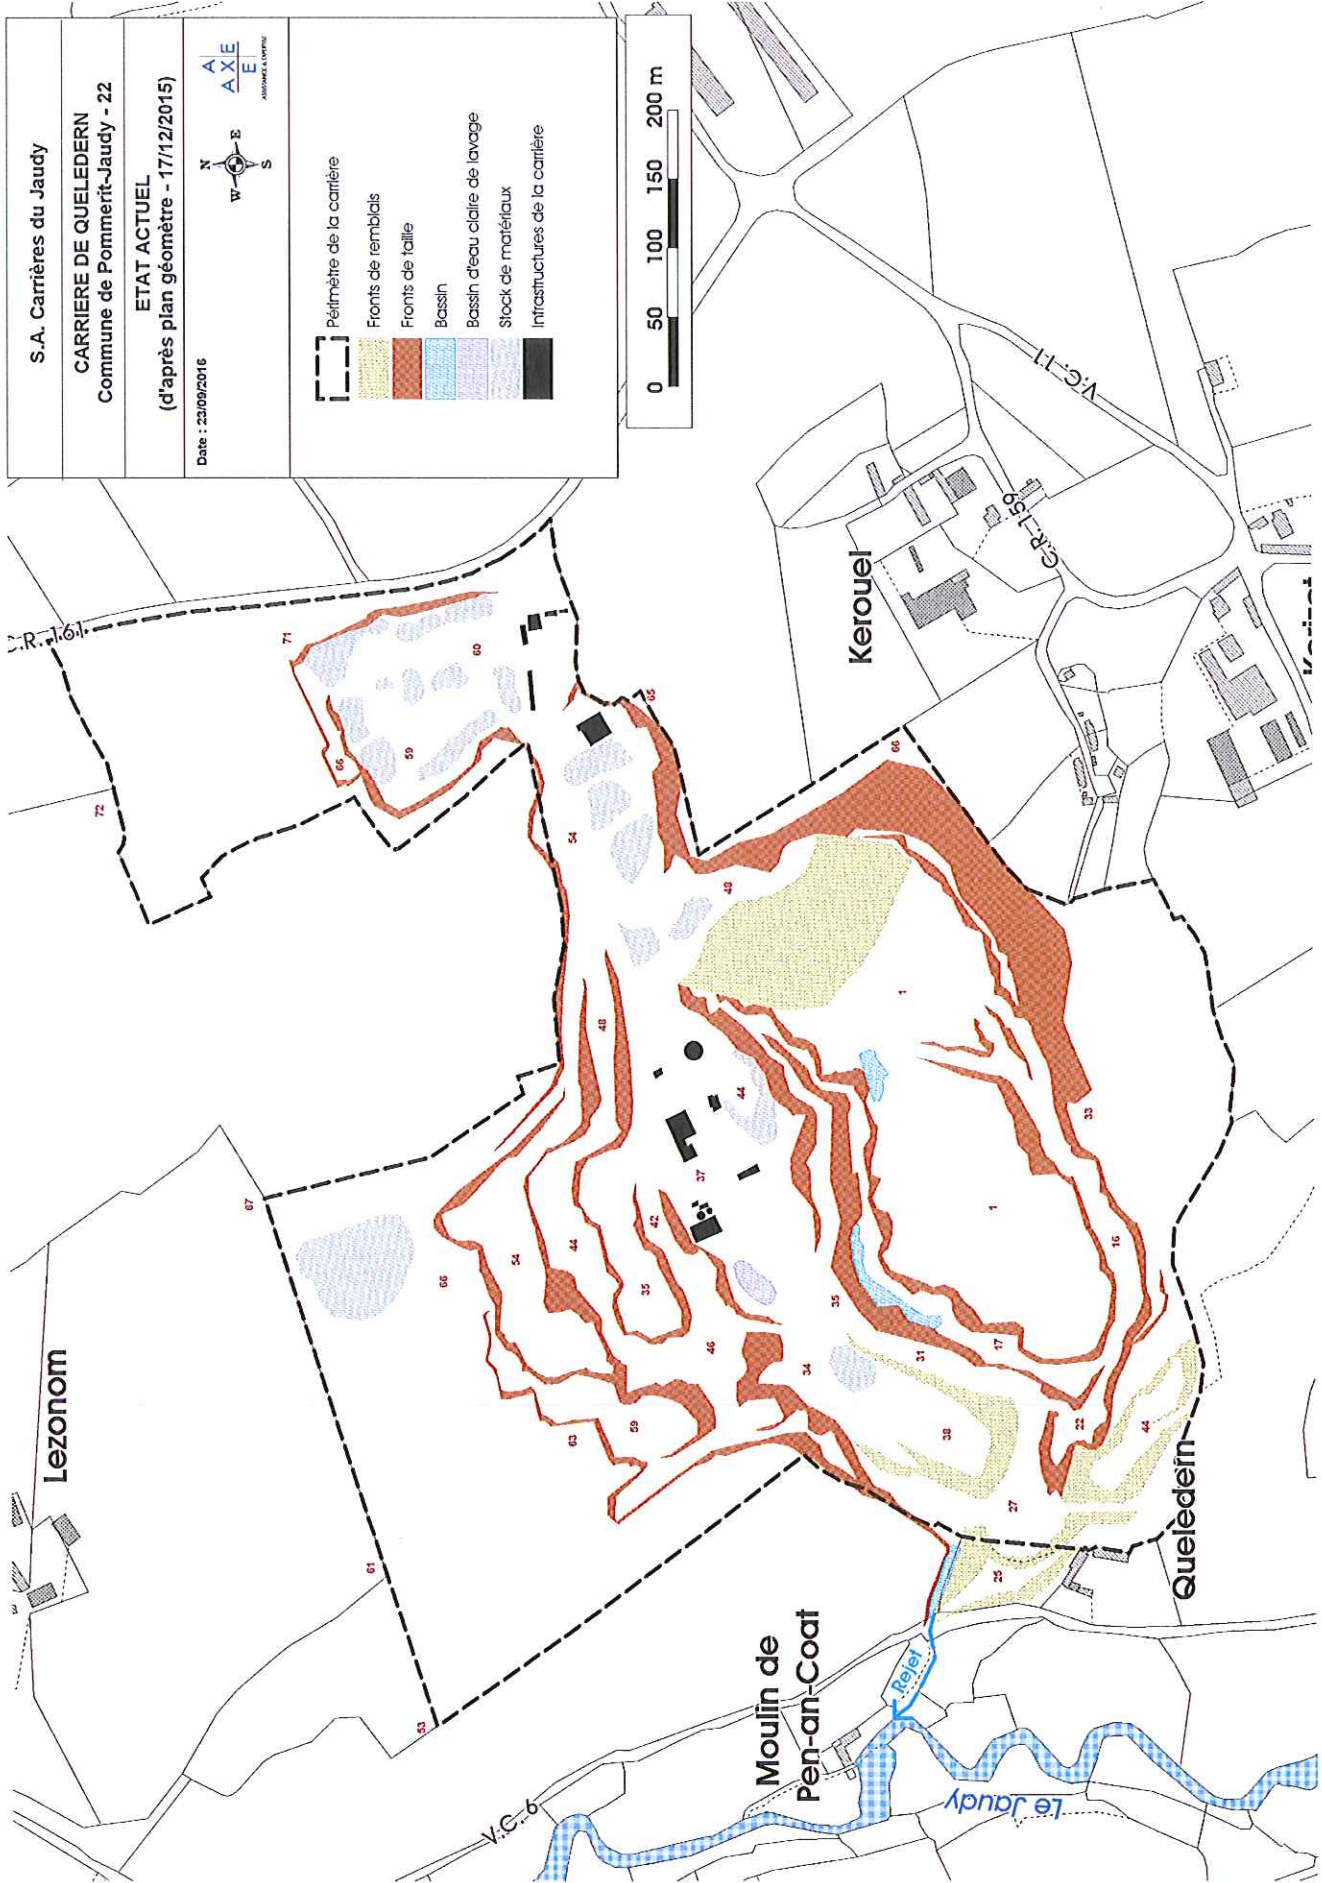 S.A. Carrières du Jaudy
CARRIERE DE QUELEDERN
Commune de Pommerit-Jaudy - 22
ETAT ACTUEL
(d'après plan géomètre - 17/12/2015)
Date : 23/09/2016
N
W
E
S
A
A X E
E
ASSISTANCE & EXPERTISE
Périmètre de la carrière
Fronts de remblais
Fronts de taille
Bassin
Bassin d'eau claire de lavage
Stock de matériaux
Infrastructures de la carrière
0
50
100
150
200 m
C.R. 161
72
71
66
59
60
65
54
66
48
49
67
66
54
44
48
42
35
37
44
1
33
1
16
17
31
35
34
46
63
59
38
22
44
27
25
61
53
Lezonom
Kerouel
C.R. 159
V.C. 11
Queledern
Moulin de
Pen-an-Coat
Rejet
Le Jaudy
V.C. 6